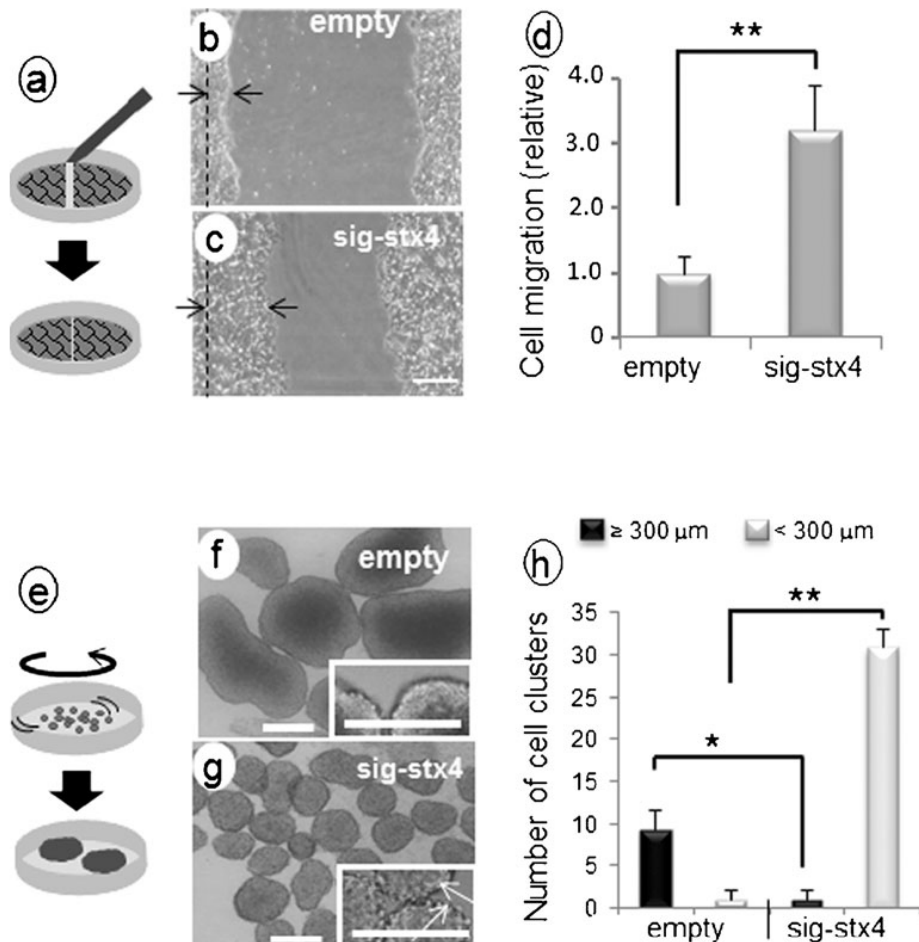 a
b
empty
c
sig-stx4
d
**
Cell migration (relative)
4.0
3.0
2.0
1.0
0
empty
sig-stx4
e
f
empty
g
sig-stx4
≥ 300 μm
< 300 μm
h
**
*
Number of cell clusters
35
30
25
20
15
10
5
0
empty
sig-stx4